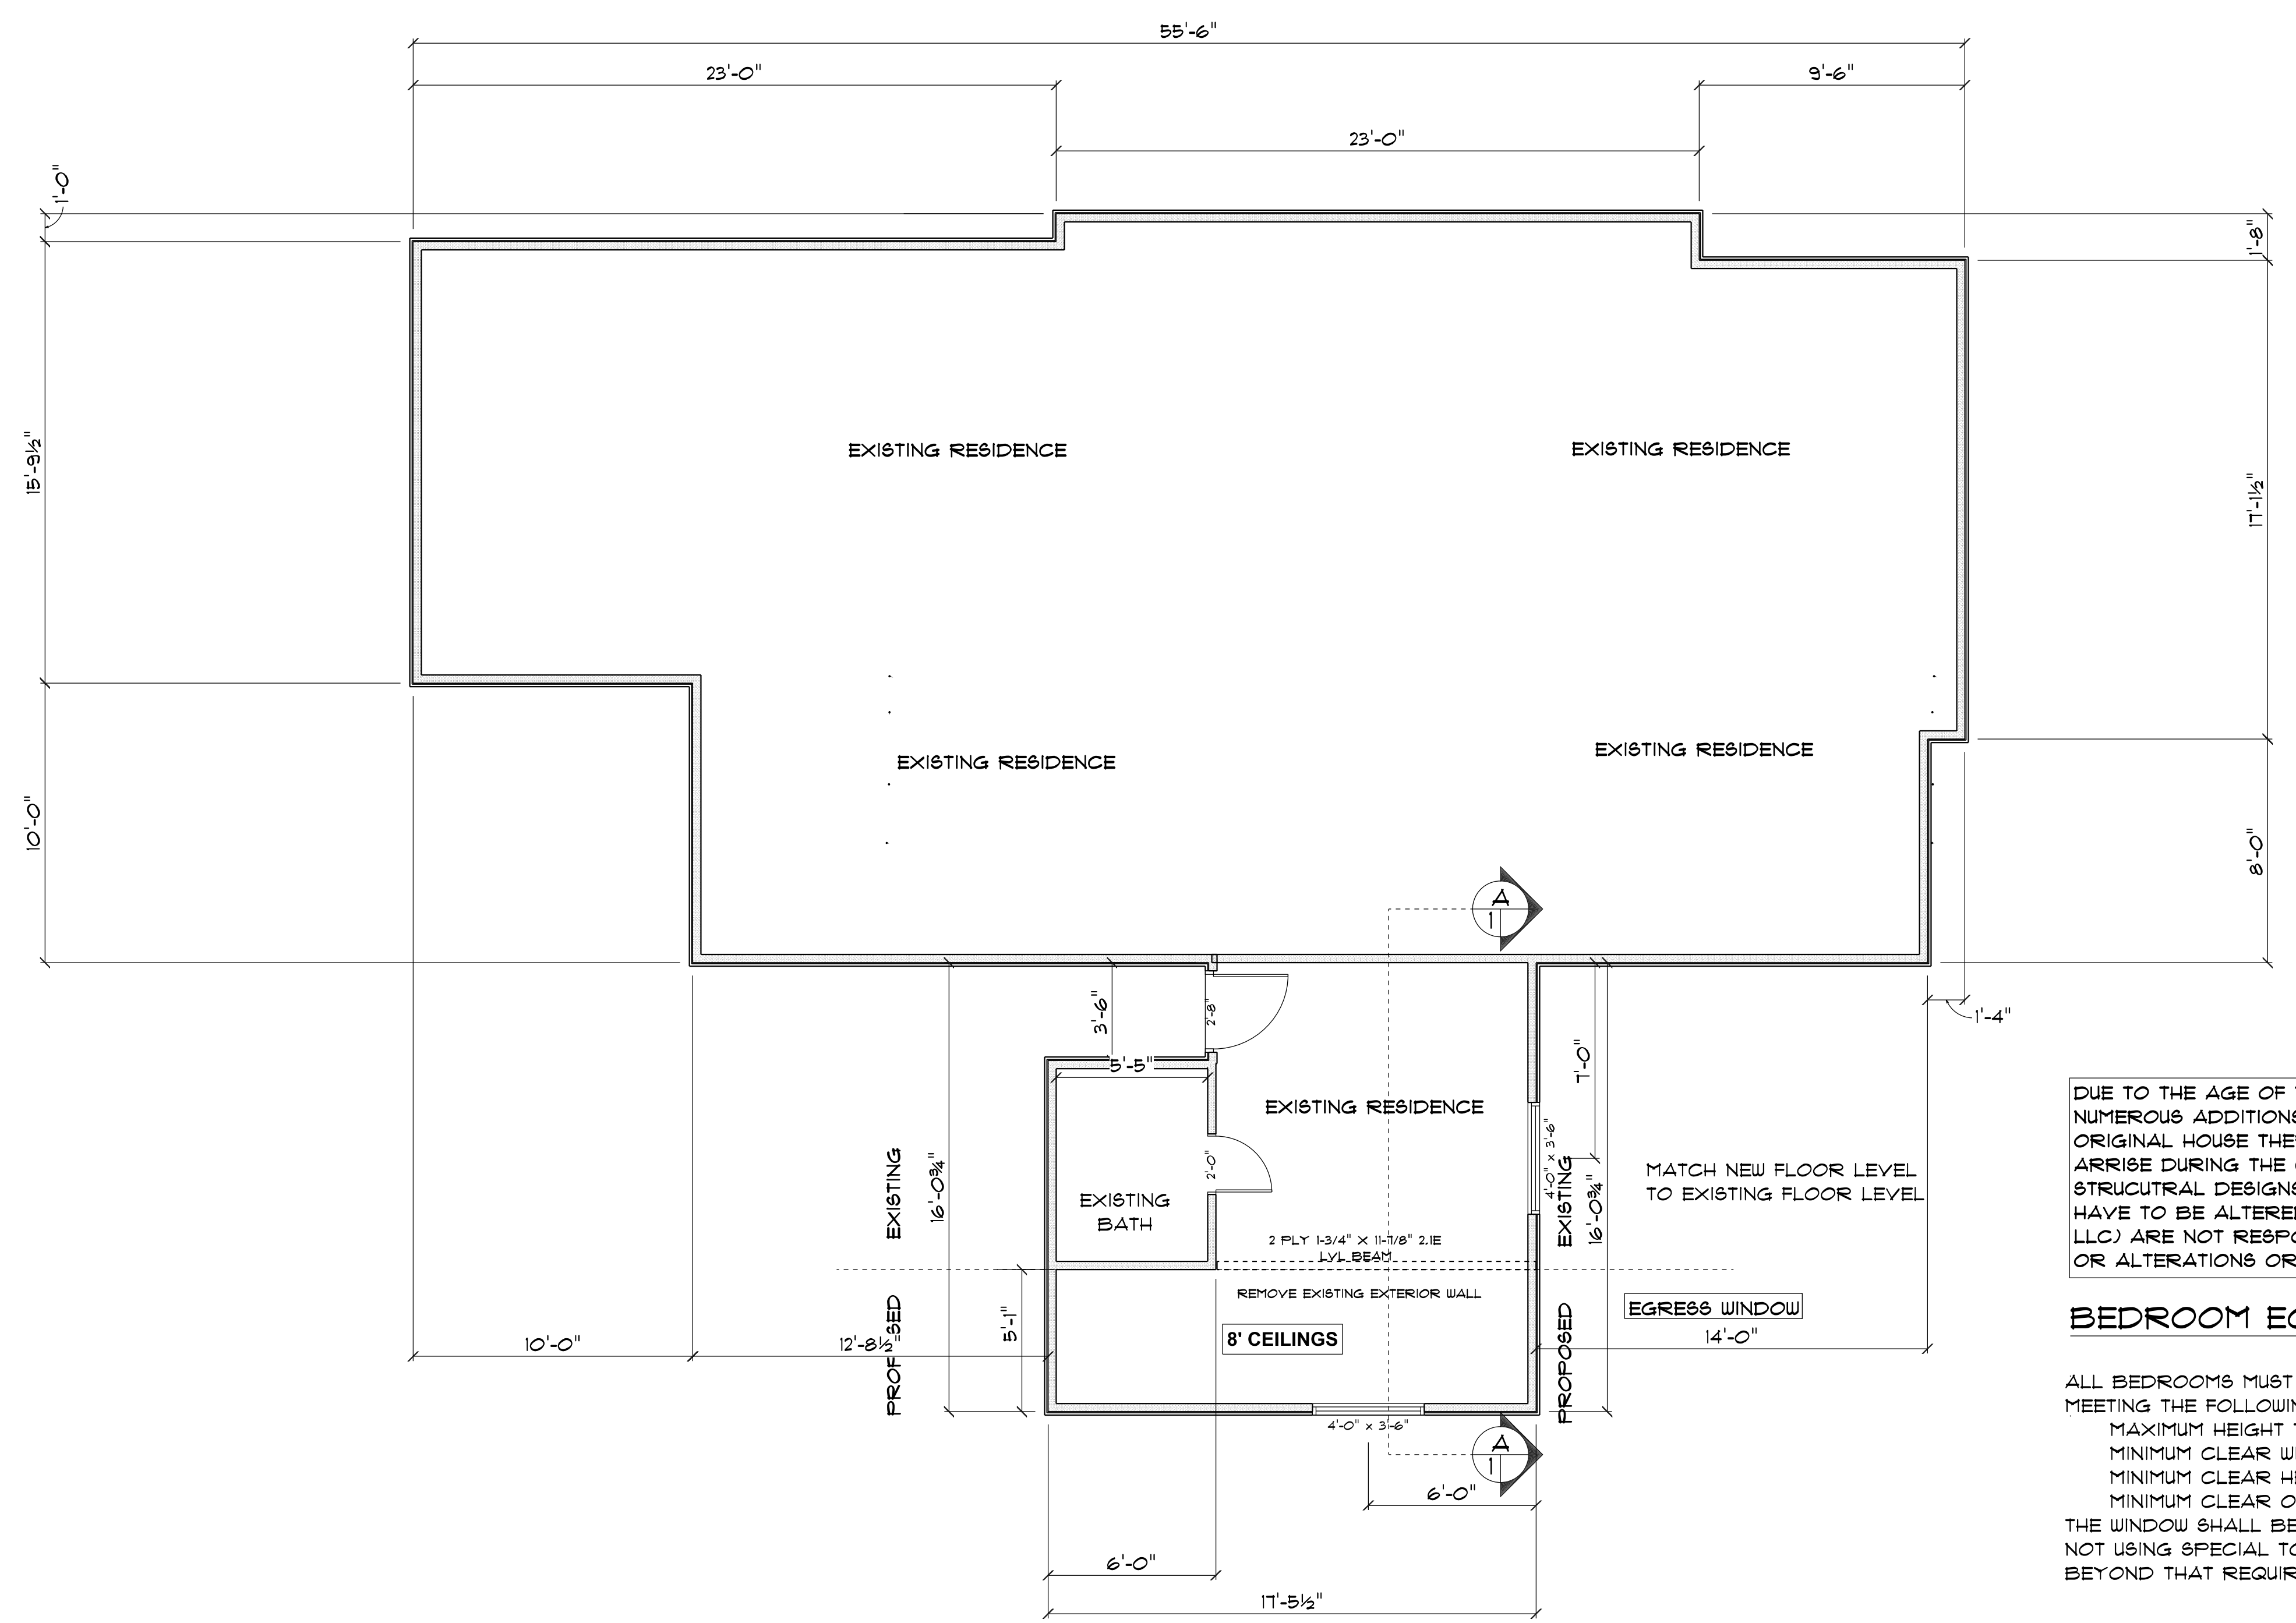 55'-6"
23'-0"
9'-6"
23'-0"
1'-0"
1'-8"
15'-9½"
17'-1½"
EXISTING RESIDENCE
EXISTING RESIDENCE
EXISTING RESIDENCE
EXISTING RESIDENCE
10'-0"
8'-0"
A
1
3'-6"
2'-8"
1'-4"
5'-5"
7'-0"
EXISTING RESIDENCE
4'-0" x 3'-6"
2'-0"
EXISTING
16'-0¾"
EXISTING
BATH
EXISTING
16'-0¾"
MATCH NEW FLOOR LEVEL
TO EXISTING FLOOR LEVEL
2 PLY 1-3/4" X 11-7/8" 2.1E
LVL BEAM
REMOVE EXISTING EXTERIOR WALL
EGRESS WINDOW
8' CEILINGS
5'-1"
PROPOSED
PROPOSED
10'-0"
12'-8½"
14'-0"
4'-0" x 3'-6"
A
1
6'-0"
6'-0"
17'-5½"
DUE TO THE AGE OF
NUMEROUS ADDITIONS
ORIGINAL HOUSE THE
ARRISE DURING THE
STRUCUTRAL DESIGNS
HAVE TO BE ALTERE
LLC) ARE NOT RESPO
OR ALTERATIONS OR
BEDROOM EG
ALL BEDROOMS MUST
MEETING THE FOLLOWIN
MAXIMUM HEIGHT
MINIMUM CLEAR WI
MINIMUM CLEAR HE
MINIMUM CLEAR O
THE WINDOW SHALL BE
NOT USING SPECIAL TO
BEYOND THAT REQUIR